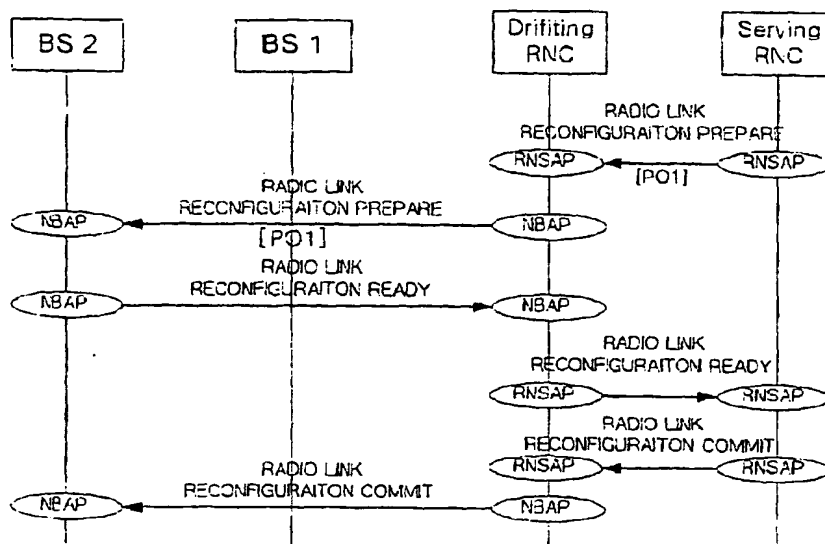 BS 2
BS 1
Drifiting
RNC
Serving
RNC
RADIO LINK
RECONFIGURAITON PREPARE
RNSAP
RNSAP
[PO1]
RADIO LINK
RECONFIGURAITON PREPARE
NBAP
NBAP
[PO1]
RADIO LINK
RECONFIGURAITON READY
NBAP
NBAP
RADIO LINK
RECONFIGURAITON READY
RNSAP
RNSAP
RADIO LINK
RECONFIGURAITON COMMIT
RNSAP
RNSAP
RADIO LINK
RECONFIGURAITON COMMIT
NBAP
NBAP